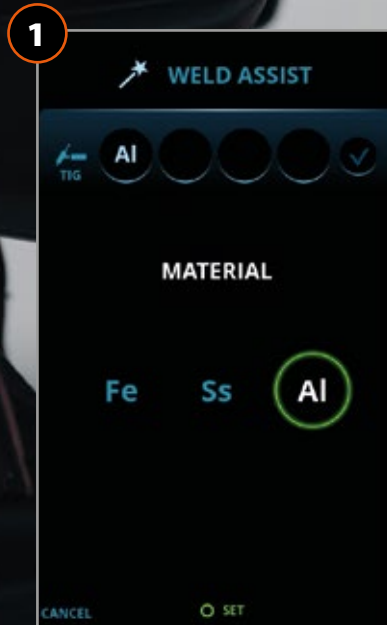 1
WELD ASSIST
Al
TIG
MATERIAL
Fe Ss Al
CANCEL SET